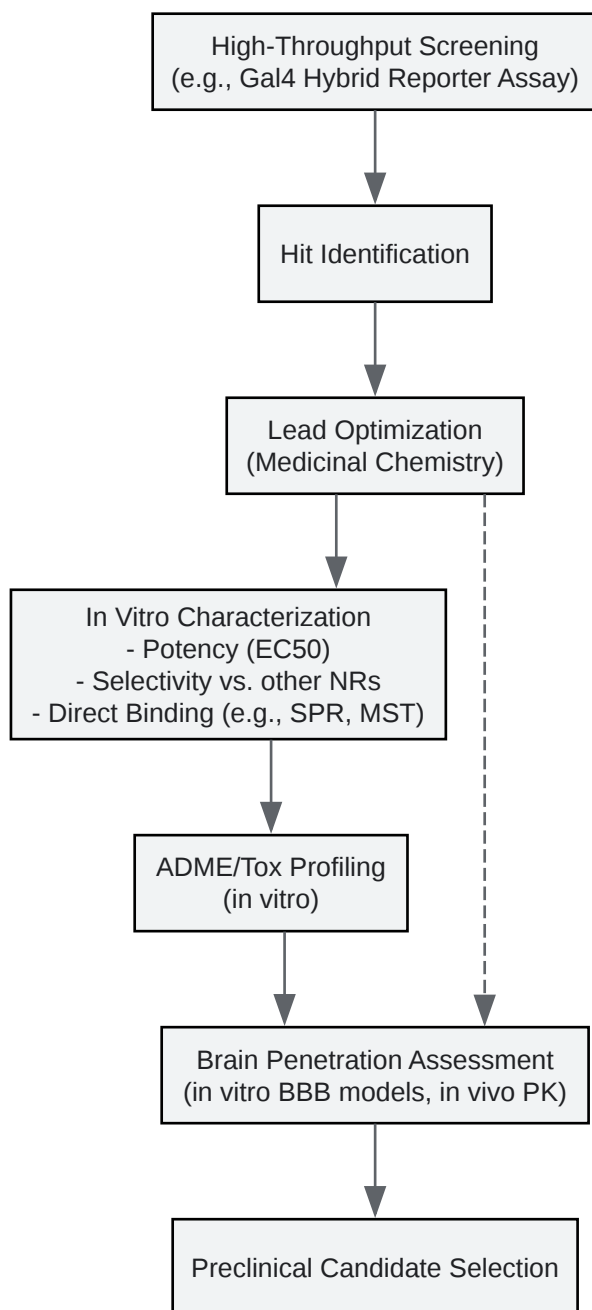 High-Throughput Screening
(e.g., Gal4 Hybrid Reporter Assay)
Hit Identification
Lead Optimization
(Medicinal Chemistry)
In Vitro Characterization
- Potency (EC50)
- Selectivity vs. other NRs
- Direct Binding (e.g., SPR, MST)
ADME/Tox Profiling
(in vitro)
Brain Penetration Assessment
(in vitro BBB models, in vivo PK)
Preclinical Candidate Selection